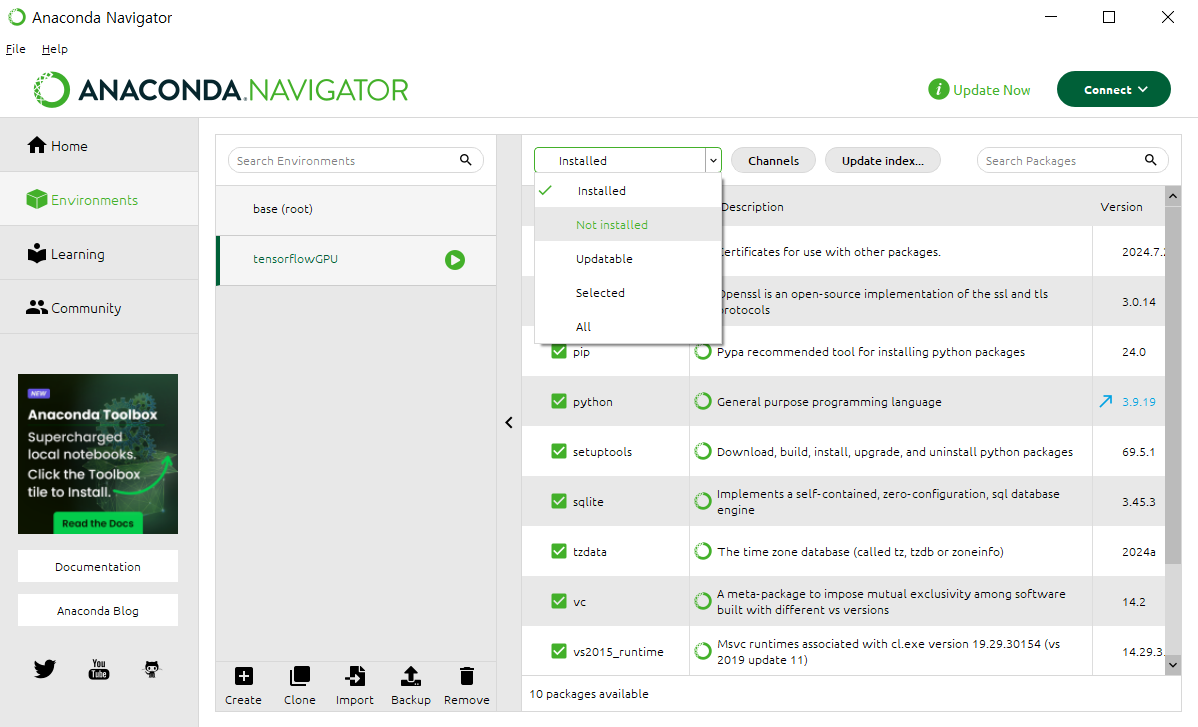 Anaconda Navigator
File Help
ANACONDA.NAVIGATOR
i Update Now
Connect
Home
Environments
Learning
Community
NEW
Anaconda Toolbox
Supercharged
local notebooks.
Click the Toolbox
tile to Install.
Read the Docs
Documentation
Anaconda Blog
You
Tube
Search Environments
base (root)
tensorflowGPU
Create Clone Import Backup Remove
Installed
Channels
Update index...
Search Packages
Installed
Not installed
Updatable
Selected
All
Description Version
ertificates for use with other packages. 2024.7.
Openssl is an open-source implementation of the ssl and tls
protocols 3.0.14
pip Pypa recommended tool for installing python packages 24.0
python General purpose programming language 3.9.19
setuptools Download, build, install, upgrade, and uninstall python packages 69.5.1
sqlite Implements a self-contained, zero-configuration, sql database
engine 3.45.3
tzdata The time zone database (called tz, tzdb or zoneinfo) 2024a
vc A meta-package to impose mutual exclusivity among software
built with different vs versions 14.2
vs2015_runtime Msvc runtimes associated with cl.exe version 19.29.30154 (vs
2019 update 11) 14.29.3
10 packages available